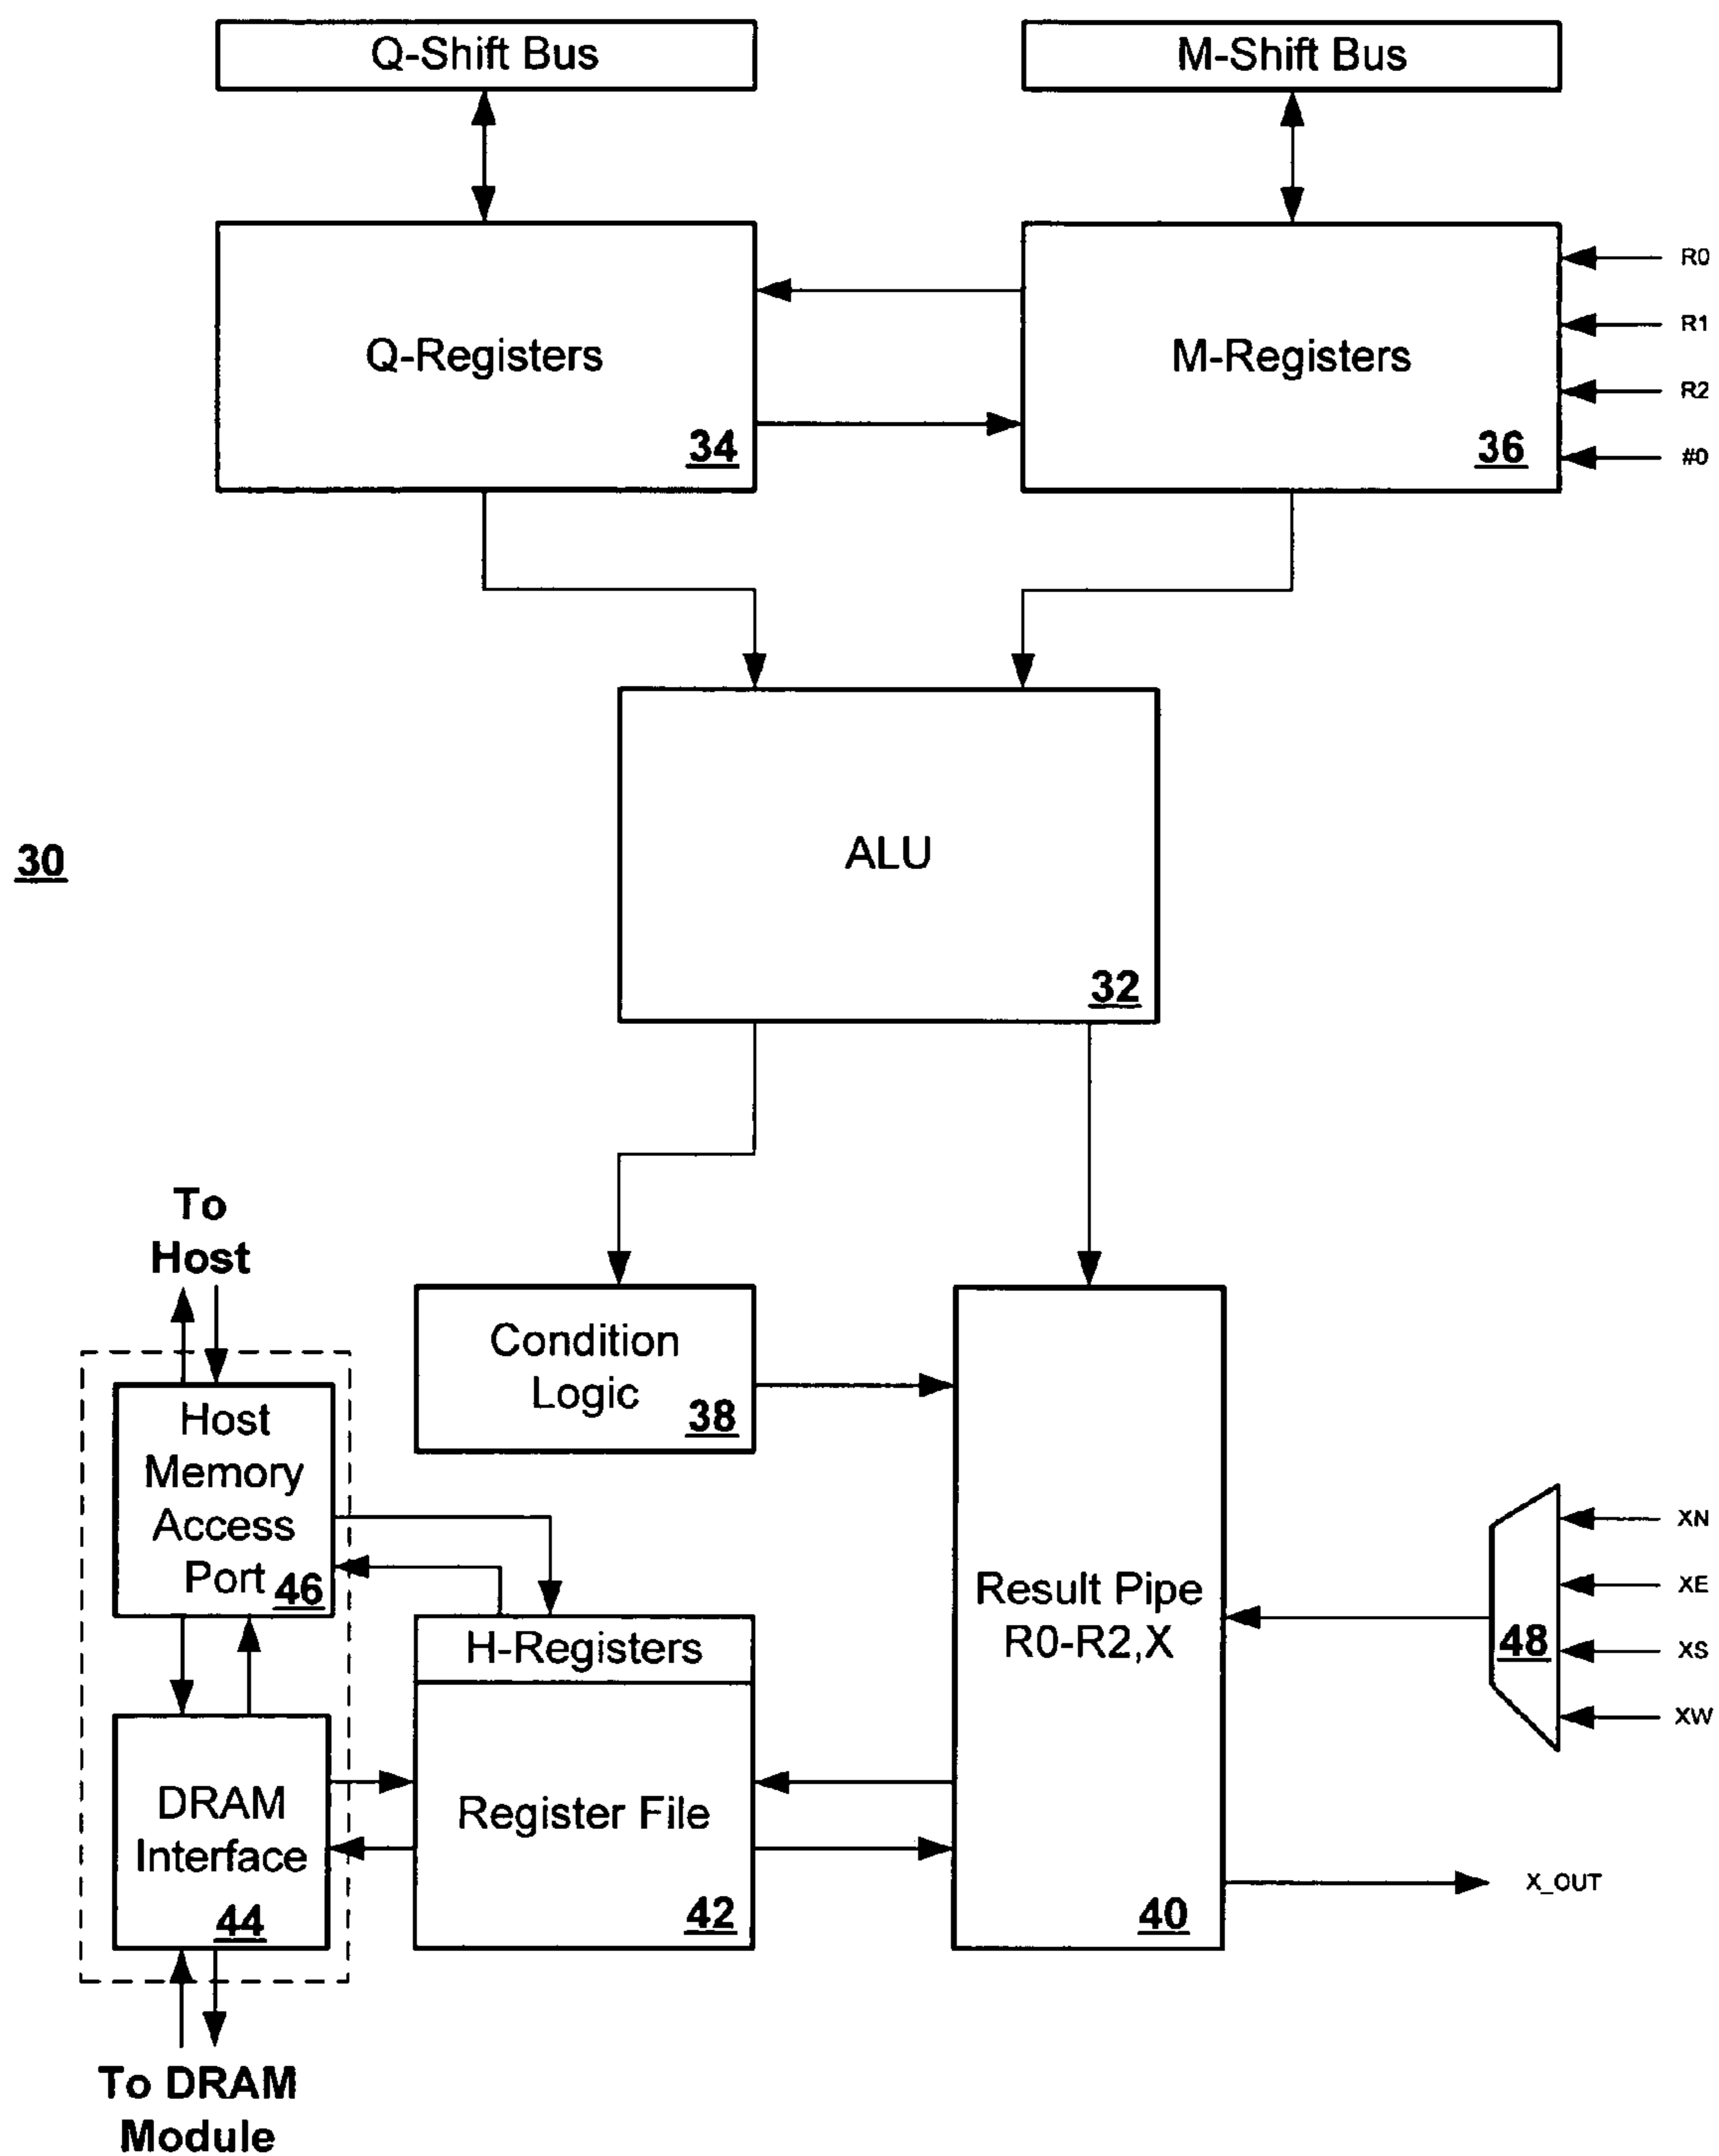 Q-Shift Bus
M-Shift Bus
Q-Registers
34
M-Registers
36
R0
R1
R2
#0
ALU
32
30
To
Host
Condition
Logic
38
Host
Memory
Access
Port
46
H-Registers
Register File
42
DRAM
Interface
44
Result Pipe
R0-R2,X
40
48
XN
XE
XS
XW
X_OUT
To DRAM
Module